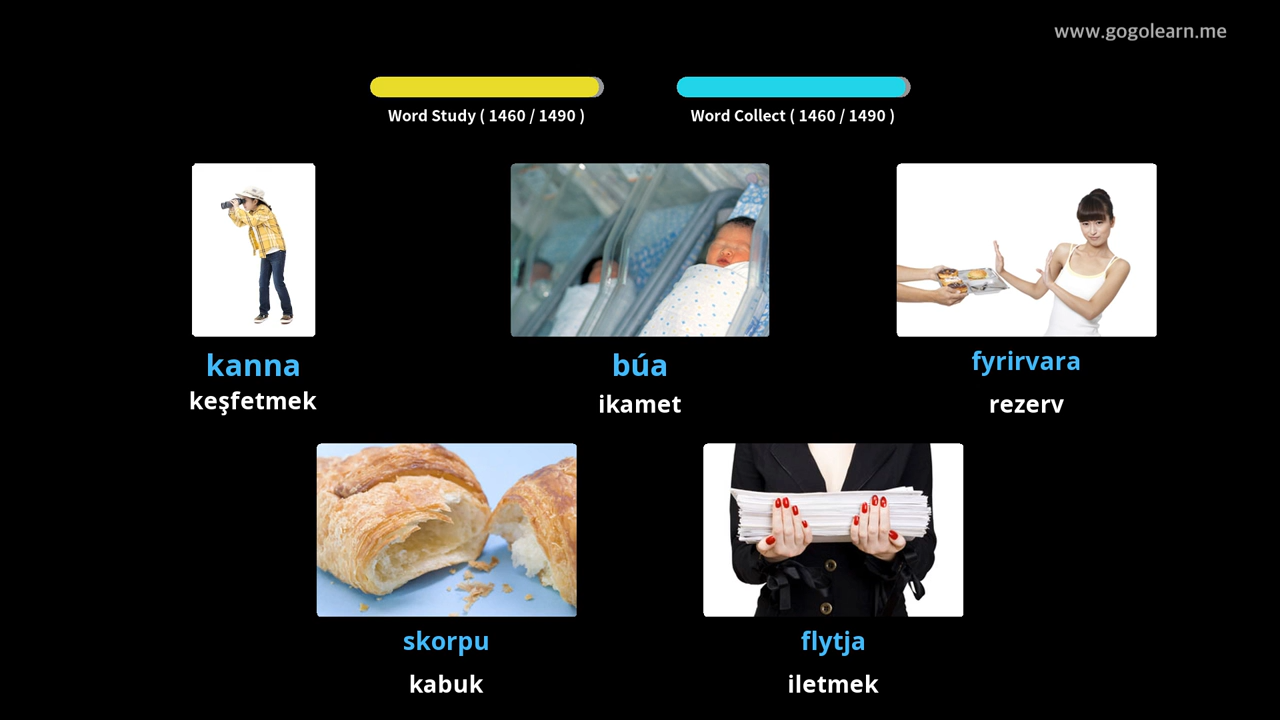 www.gogolearn.me
Word Study ( 1460 / 1490 )
Word Collect ( 1460 / 1490 )
kanna
keşfetmek
búa
ikamet
fyrirvara
rezerv
skorpu
kabuk
flytja
iletmek